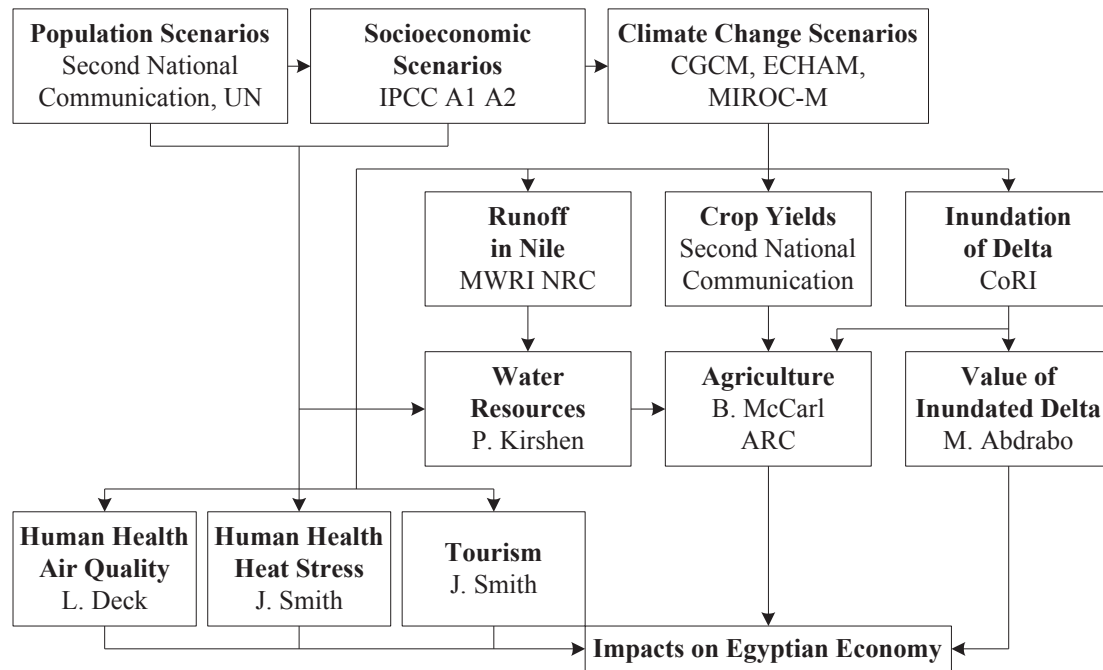 Population Scenarios
Second National
Communication, UN
Socioeconomic
Scenarios
IPCC A1 A2
Climate Change Scenarios
CGCM, ECHAM,
MIROC-M
Runoff
in Nile
MWRI NRC
Crop Yields
Second National
Communication
Inundation
of Delta
CoRI
Water
Resources
P. Kirshen
Agriculture
B. McCarl
ARC
Value of
Inundated Delta
M. Abdrabo
Human Health
Air Quality
L. Deck
Human Health
Heat Stress
J. Smith
Tourism
J. Smith
Impacts on Egyptian Economy